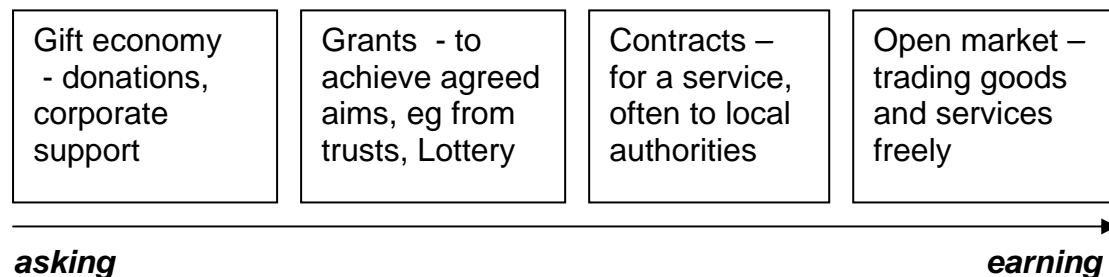 Gift economy
- donations,
corporate
support
Grants - to
achieve agreed
aims, eg from
trusts, Lottery
Contracts –
for a service,
often to local
authorities
Open market –
trading goods
and services
freely
asking
earning